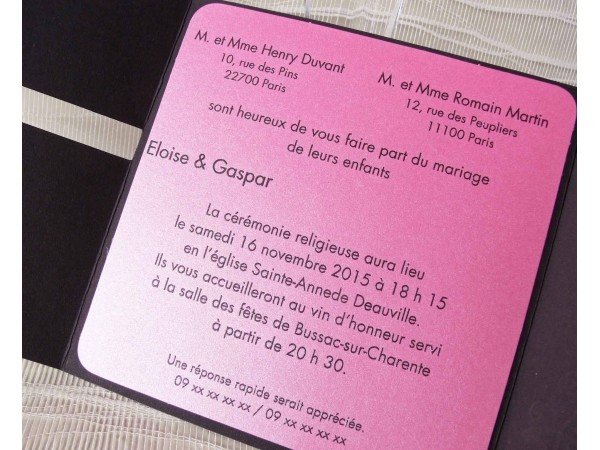 M. et Mme Henry Duvant
10, rue des Pins
22700 Paris
M. et Mme Romain Martin
12, rue des Peupliers
11100 Paris
sont heureux de vous faire part du mariage
de leurs enfants
Eloise & Gaspar
La cérémonie religieuse aura lieu
le samedi 16 novembre 2015 à 18 h 15
en l'église Sainte-Annede Deauville.
Ils vous accueilleront au vin d'honneur servi
à la salle des fêtes de Bussac-sur-Charente
à partir de 20 h 30.
Une réponse rapide serait appréciée.
09 xx xx xx / 09 xx xx xx xx